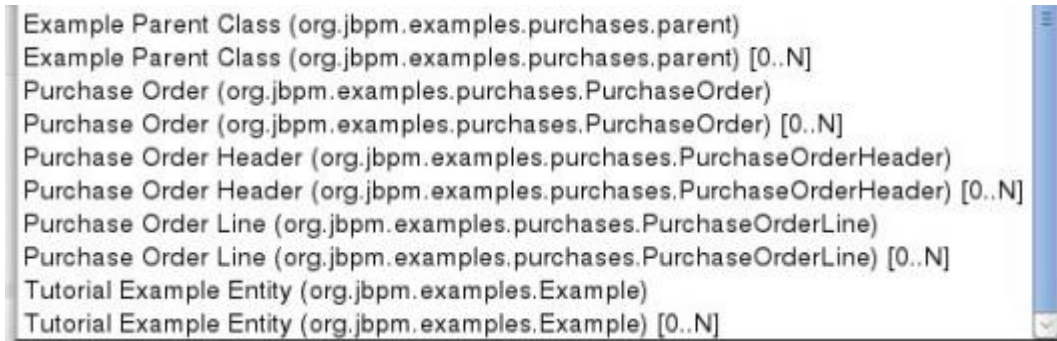 Example Parent Class (org.jbpm.examples.purchases.parent)
Example Parent Class (org.jbpm.examples.purchases.parent) [0..N]
Purchase Order (org.jbpm.examples.purchases.PurchaseOrder)
Purchase Order (org.jbpm.examples.purchases.PurchaseOrder) [0..N]
Purchase Order Header (org.jbpm.examples.purchases.PurchaseOrderHeader)
Purchase Order Header (org.jbpm.examples.purchases.PurchaseOrderHeader) [0..N]
Purchase Order Line (org.jbpm.examples.purchases.PurchaseOrderLine)
Purchase Order Line (org.jbpm.examples.purchases.PurchaseOrderLine) [0..N]
Tutorial Example Entity (org.jbpm.examples.Example)
Tutorial Example Entity (org.jbpm.examples.Example) [0..N]